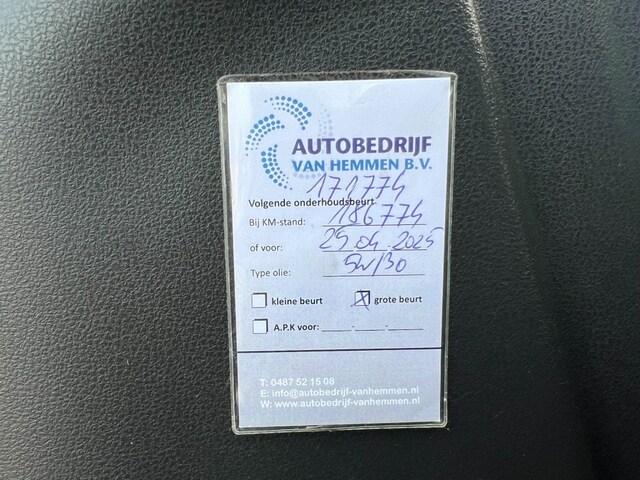 AUTOBEDRIJF
VAN HEMMEN B.V.
171774
Volgende onderhoudsbeurt
Bij KM-stand: 186774
of voor: 25.04.2025
Type olie: 5w/30
kleine beurt X grote beurt
A.P.K voor: - -
T: 0487 52 15 08
E: info@autobedrijf-vanhemmen.nl
W: www.autobedrijf-vanhemmen.nl